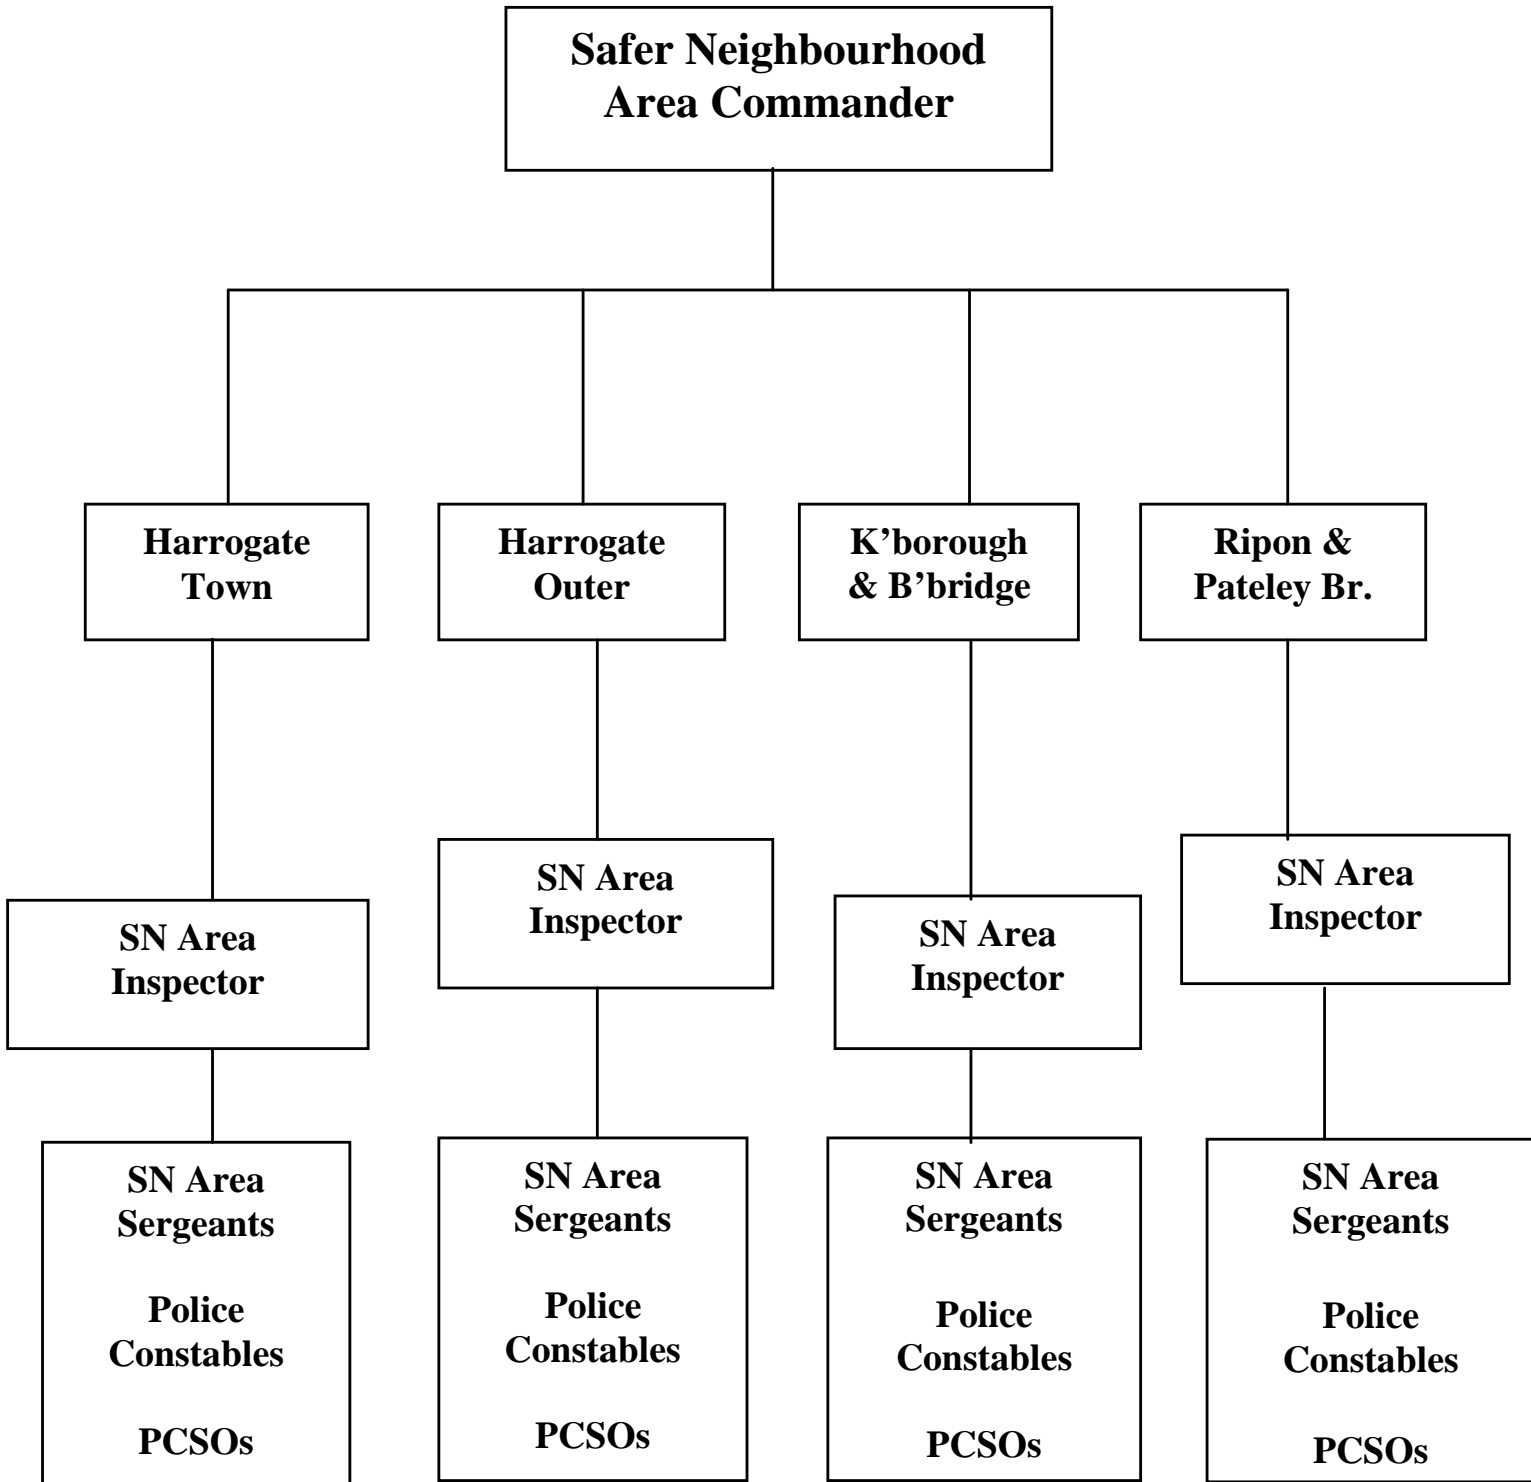 Safer Neighbourhood
Area Commander
Harrogate
Town
Harrogate
Outer
K’borough
& B’bridge
Ripon &
Pateley Br.
SN Area
Inspector
SN Area
Inspector
SN Area
Inspector
SN Area
Inspector
SN Area
Sergeants
Police
Constables
PCSOs
SN Area
Sergeants
Police
Constables
PCSOs
SN Area
Sergeants
Police
Constables
PCSOs
SN Area
Sergeants
Police
Constables
PCSOs